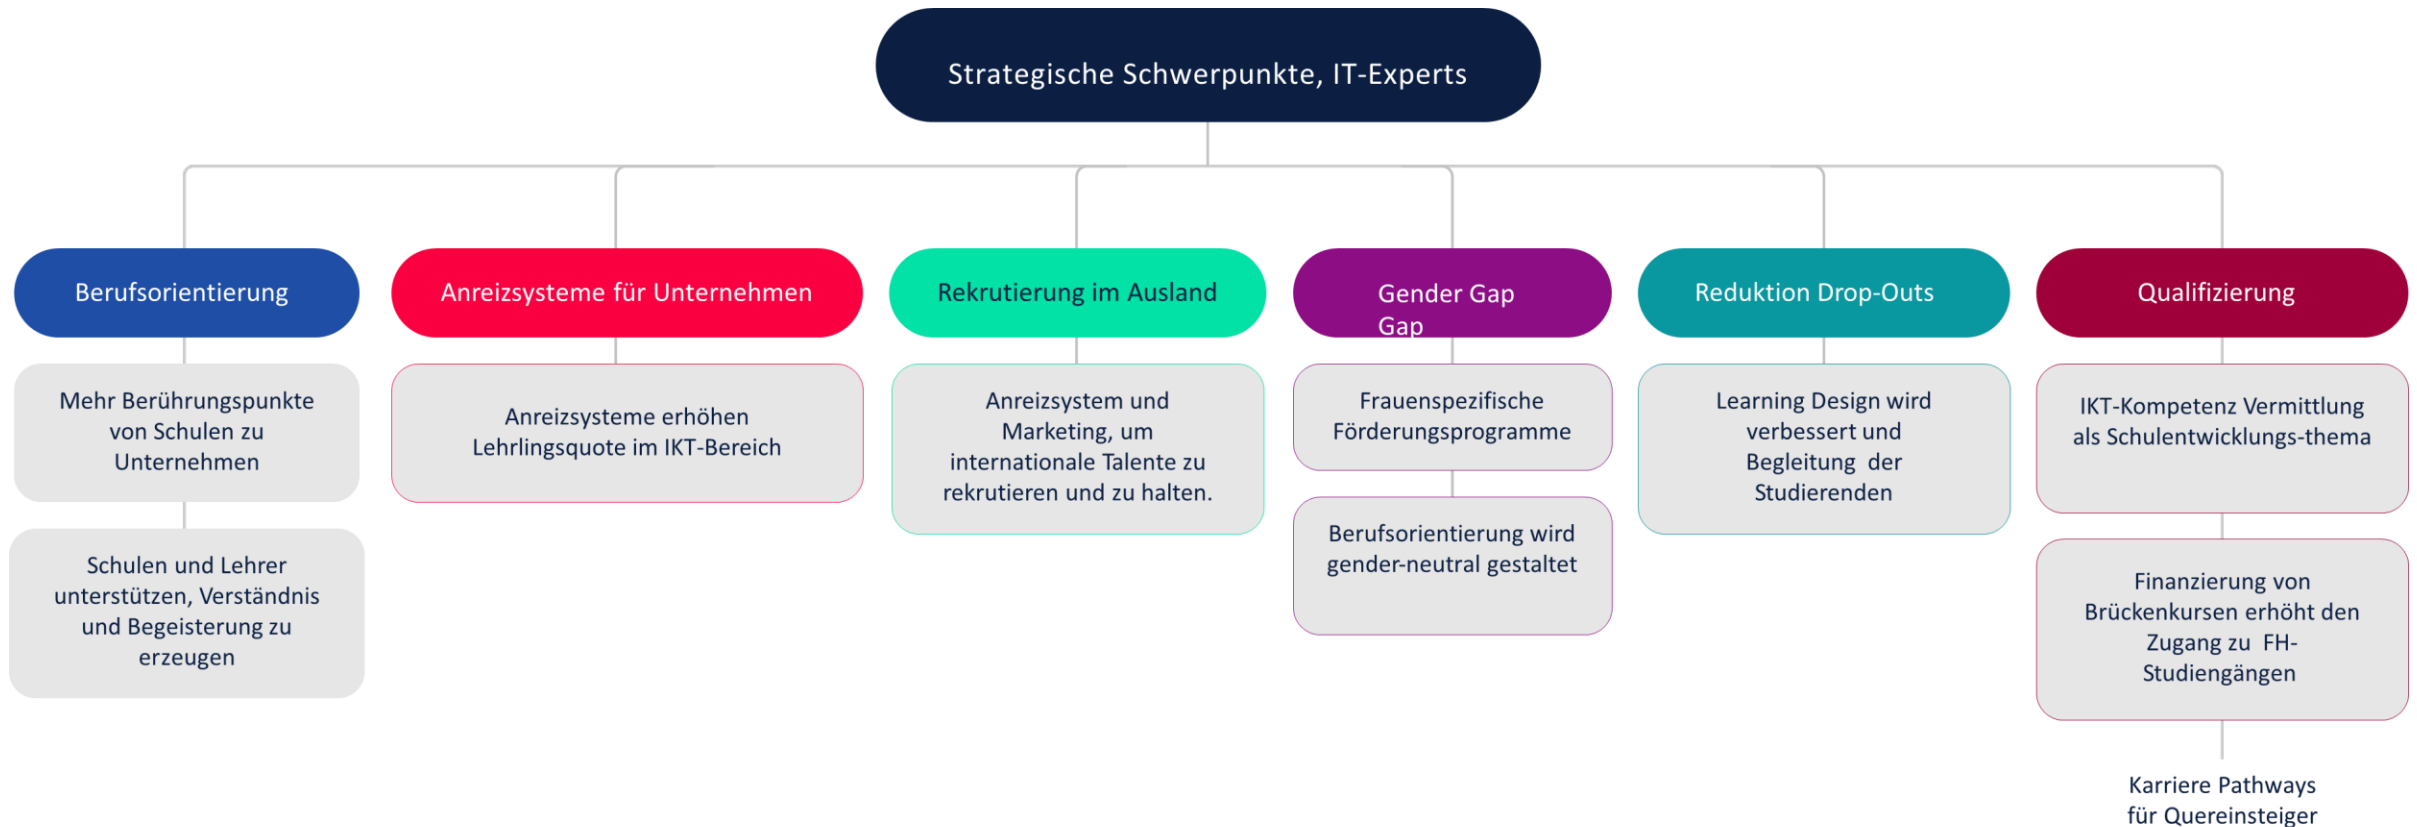 Strategische Schwerpunkte, IT-Experts
Berufsorientierung
Mehr Berührungspunkte
von Schulen zu
Unternehmen
Schulen und Lehrer
unterstützen, Verständnis
und Begeisterung zu
erzeugen
Anreizsysteme für Unternehmen
Anreizsysteme erhöhen
Lehrlingsquote im IKT-Bereich
Rekrutierung im Ausland
Anreizsystem und
Marketing, um
internationale Talente zu
rekrutieren und zu halten.
Gender Gap
Gap
Frauenspezifische
Förderungsprogramme
Berufsorientierung wird
gender-neutral gestaltet
Reduktion Drop-Outs
Learning Design wird
verbessert und
Begleitung  der
Studierenden
Qualifizierung
IKT-Kompetenz Vermittlung
als Schulentwicklungs-thema
Finanzierung von
Brückenkursen erhöht den
Zugang zu  FH-
Studiengängen
Karriere Pathways
für Quereinsteiger